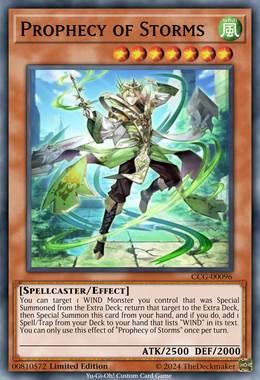 PROPHECY OF STORMS
風
CCG-00096
[SPELLCASTER/EFFECT]
You can target 1 WIND Monster you control that was Special
Summoned from the Extra Deck; return that target to the Extra Deck,
then Special Summon this card from your hand, and if you do, add 1
Spell/Trap from your Deck to your hand that lists "WIND" in its text.
You can only use this effect of "Prophecy of Storms" once per turn.
ATK/2500 DEF/2000
00810572 Limited Edition © 2024 TheDeckmaker
Yu-Gi-Oh! Custom Card Game